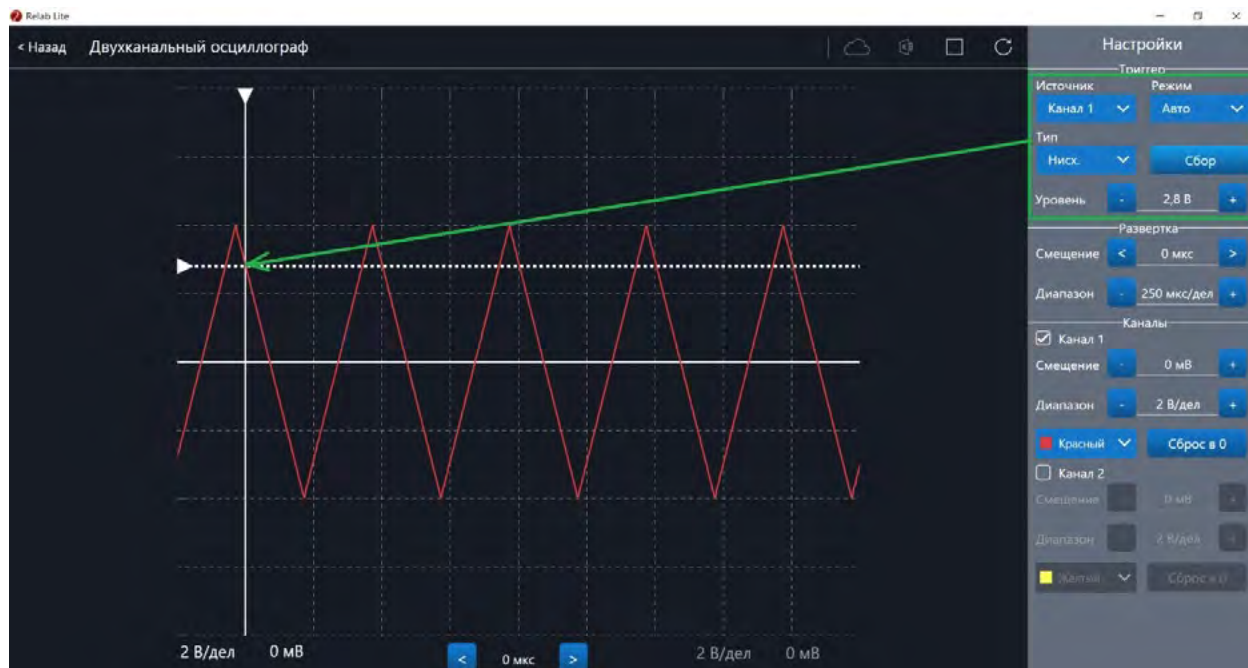 Relab Lite
< Назад Двухканальный осциллограф
Настройки
Триггер
Источник Режим
Канал 1 Авто
Тип
Нисх. Сбор
Уровень - 2,8 В +
Развертка
Смещение < 0 мкс >
Диапазон - 250 мкс/дел +
Каналы
Канал 1
Смещение - 0 мВ +
Диапазон - 2 В/дел +
Красный Сброс в 0
Канал 2
Смещение - 0 мВ +
Диапазон - 2 В/дел +
Желтый Сброс в 0
2 В/дел 0 мВ < 0 мкс > 2 В/дел 0 мВ